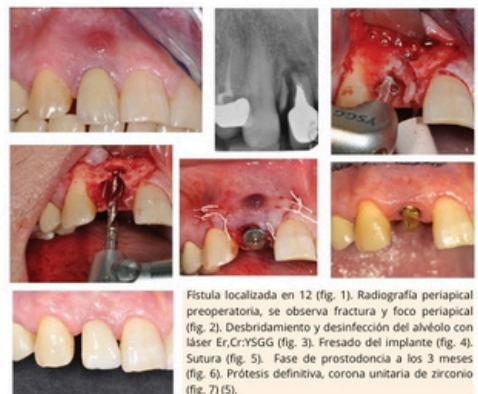 YSGG
Fístula localizada en 12 (fig. 1). Radiografía periapical
preoperatoria, se observa fractura y foco periapical
(fig. 2). Desbridamiento y desinfección del alvéolo con
láser Er,Cr:YSGG (fig. 3). Fresado del implante (fig. 4).
Sutura (fig. 5). Fase de prostodoncia a los 3 meses
(fig. 6). Prótesis definitiva, corona unitaria de zirconio
(fig. 7) (5).